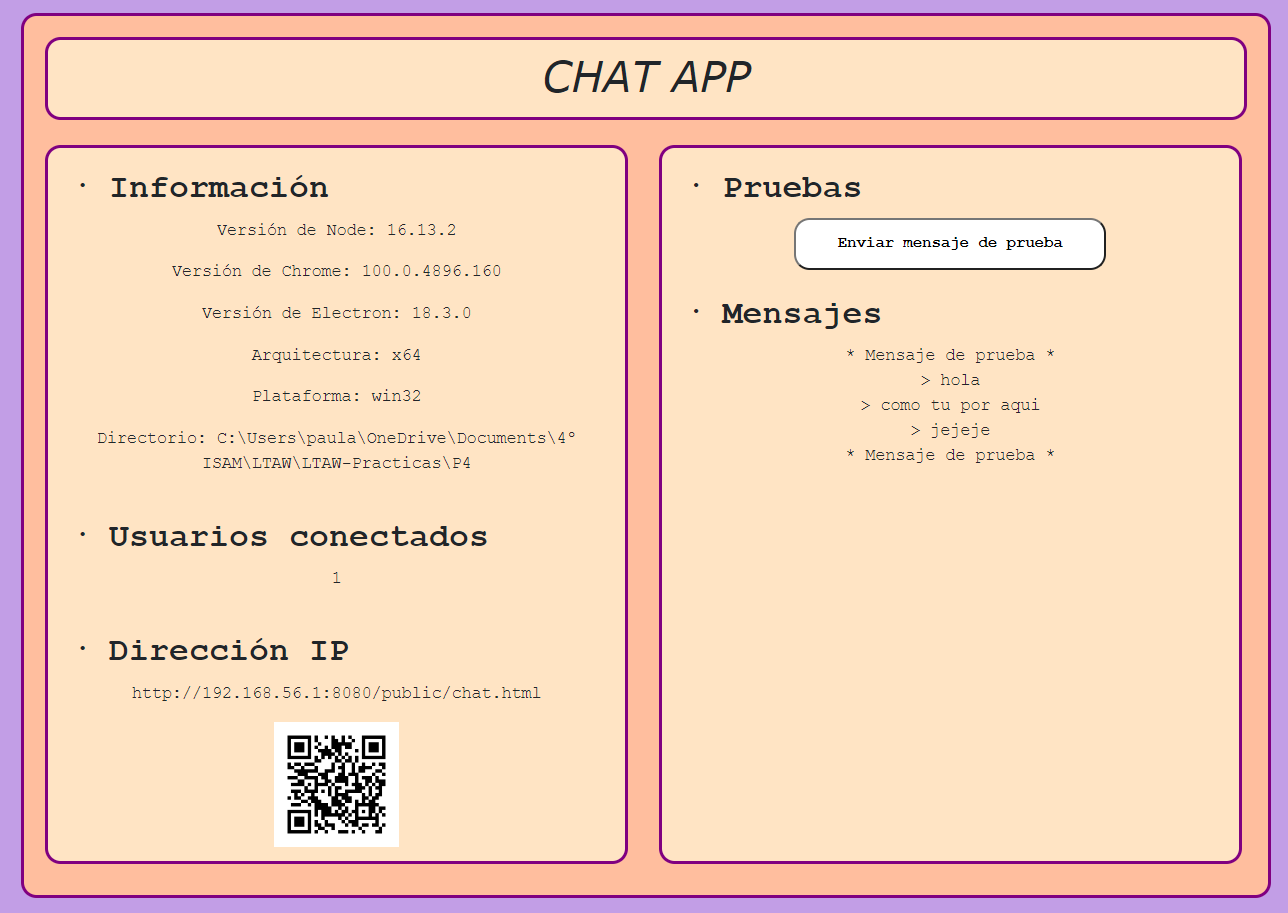 CHAT APP
· Información
Versión de Node: 16.13.2
Versión de Chrome: 100.0.4896.160
Versión de Electron: 18.3.0
Arquitectura: x64
Plataforma: win32
Directorio: C:\Users\paula\OneDrive\Documents\4º
ISAM\LTAW\LTAW-Practicas\P4
· Usuarios conectados
1
· Dirección IP
http://192.168.56.1:8080/public/chat.html
· Pruebas
Enviar mensaje de prueba
· Mensajes
* Mensaje de prueba *
> hola
> como tu por aqui
> jejeje
* Mensaje de prueba *